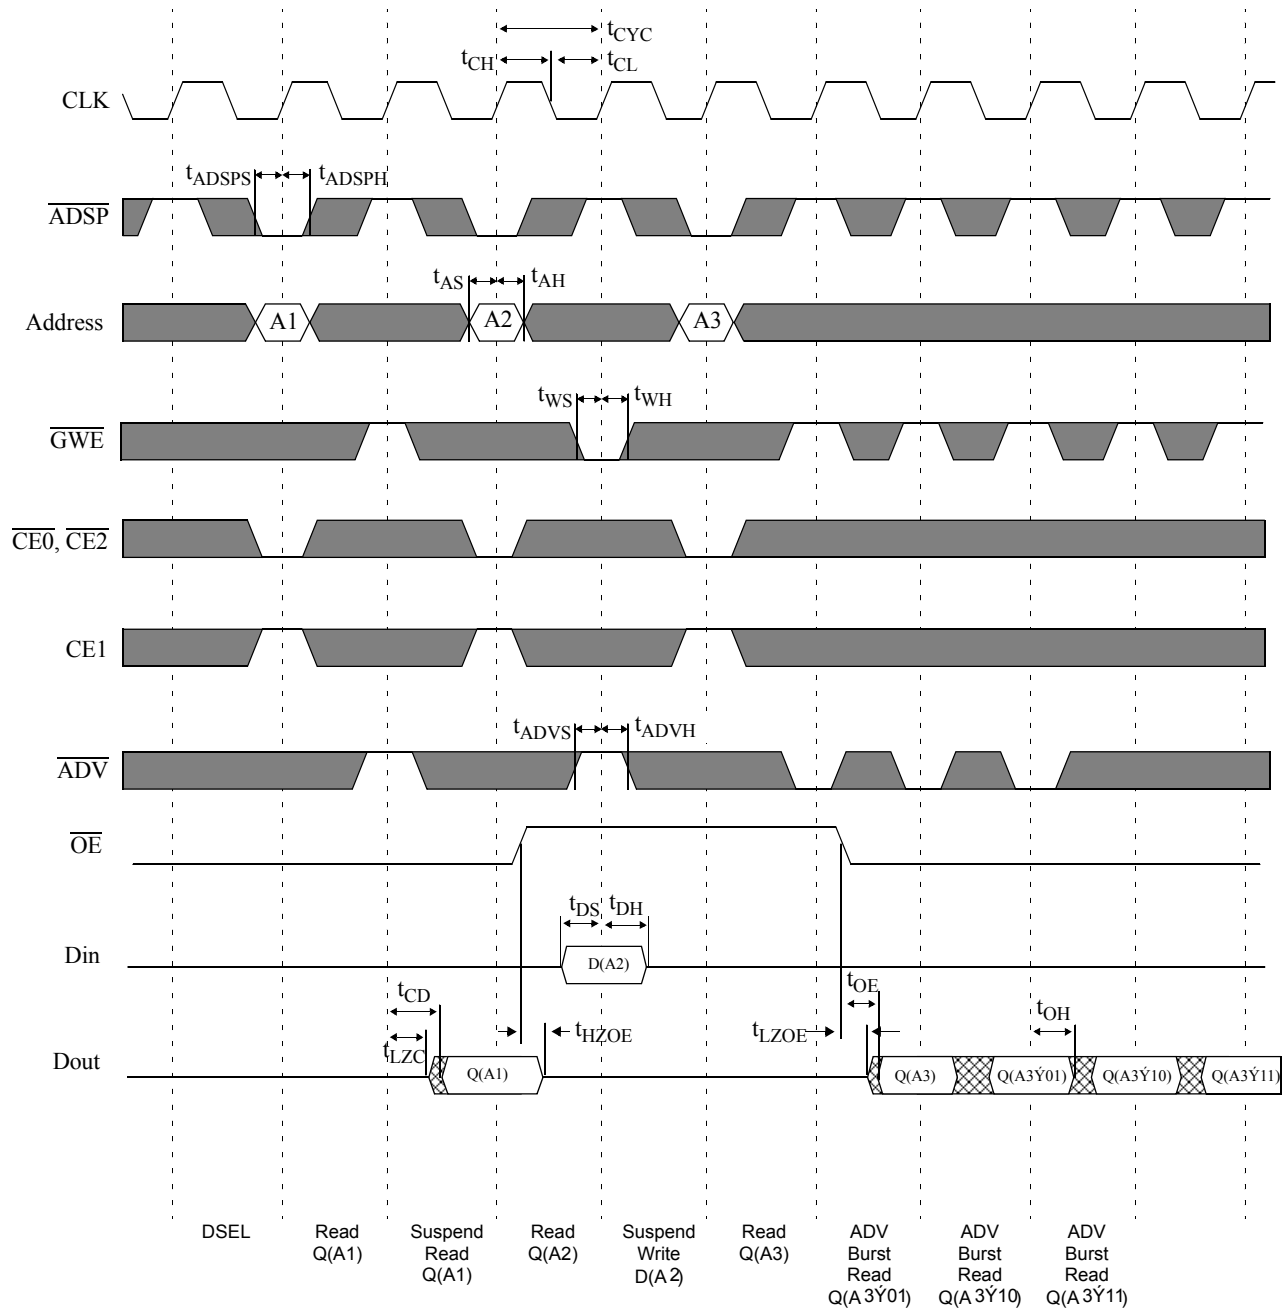 tCYC
tCH
tCL
CLK
tADSPS
tADSPH
ADSP
tAS
tAH
Address
A1
A2
A3
tWS
tWH
GWE
CE0, CE2
CE1
tADVS
tADVH
ADV
OE
tDS
tDH
Din
D(A2)
tCD
tOE
tLZC
tHZOE
tLZOE
tOH
Dout
Q(A1)
Q(A3)
Q(A3Ý01)
Q(A3Ý10)
Q(A3Ý11)
DSEL
Read
Q(A1)
Suspend
Read
Q(A1)
Read
Q(A2)
Suspend
Write
D(A2)
Read
Q(A3)
ADV
Burst
Read
Q(A3Ý01)
ADV
Burst
Read
Q(A3Ý10)
ADV
Burst
Read
Q(A3Ý11)